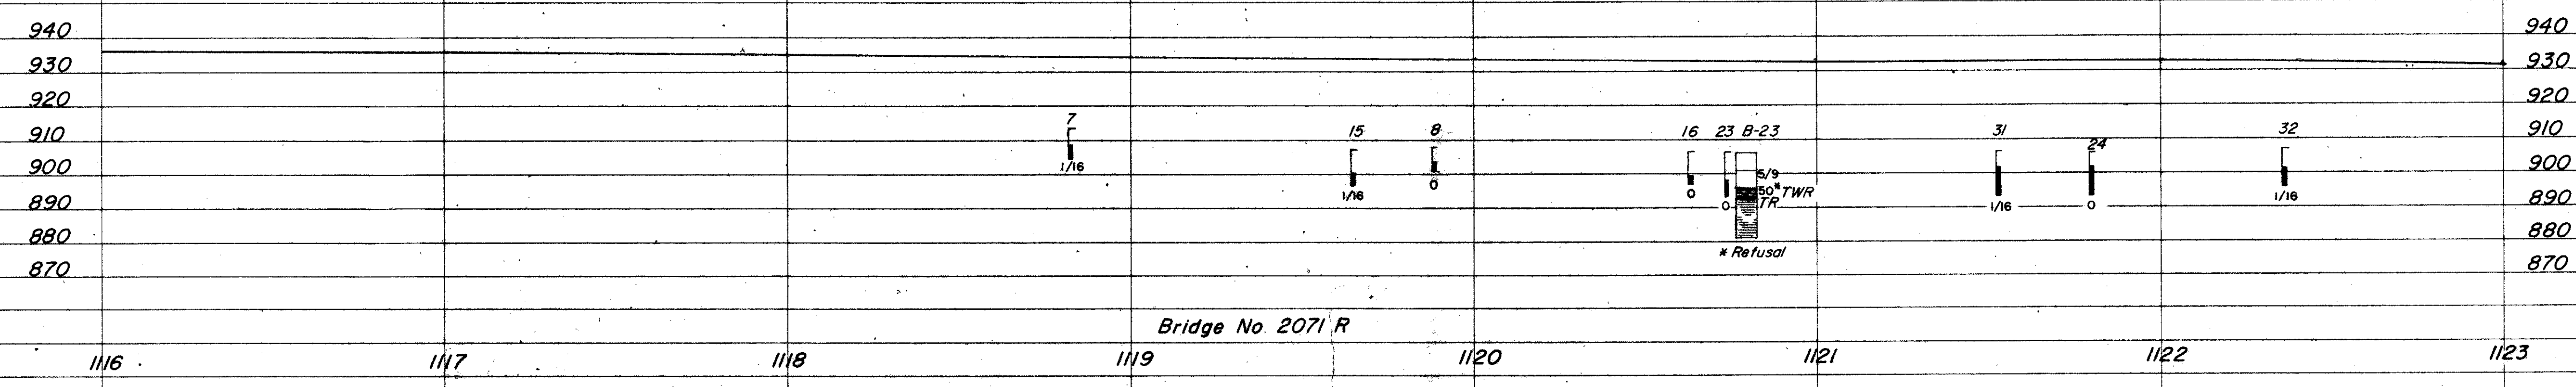 940 940
930 930
920 920
7
910 15 8 16 23 B-23 31 24 32 910
900 1/16 5/9 900
1/16 0 0 50* TWR 1/16
890 0 TR 1/16 0 890
880 880
* Refusal
870 870
Bridge No. 2071 R
1116 1117 1118 1119 1120 1121 1122 1123